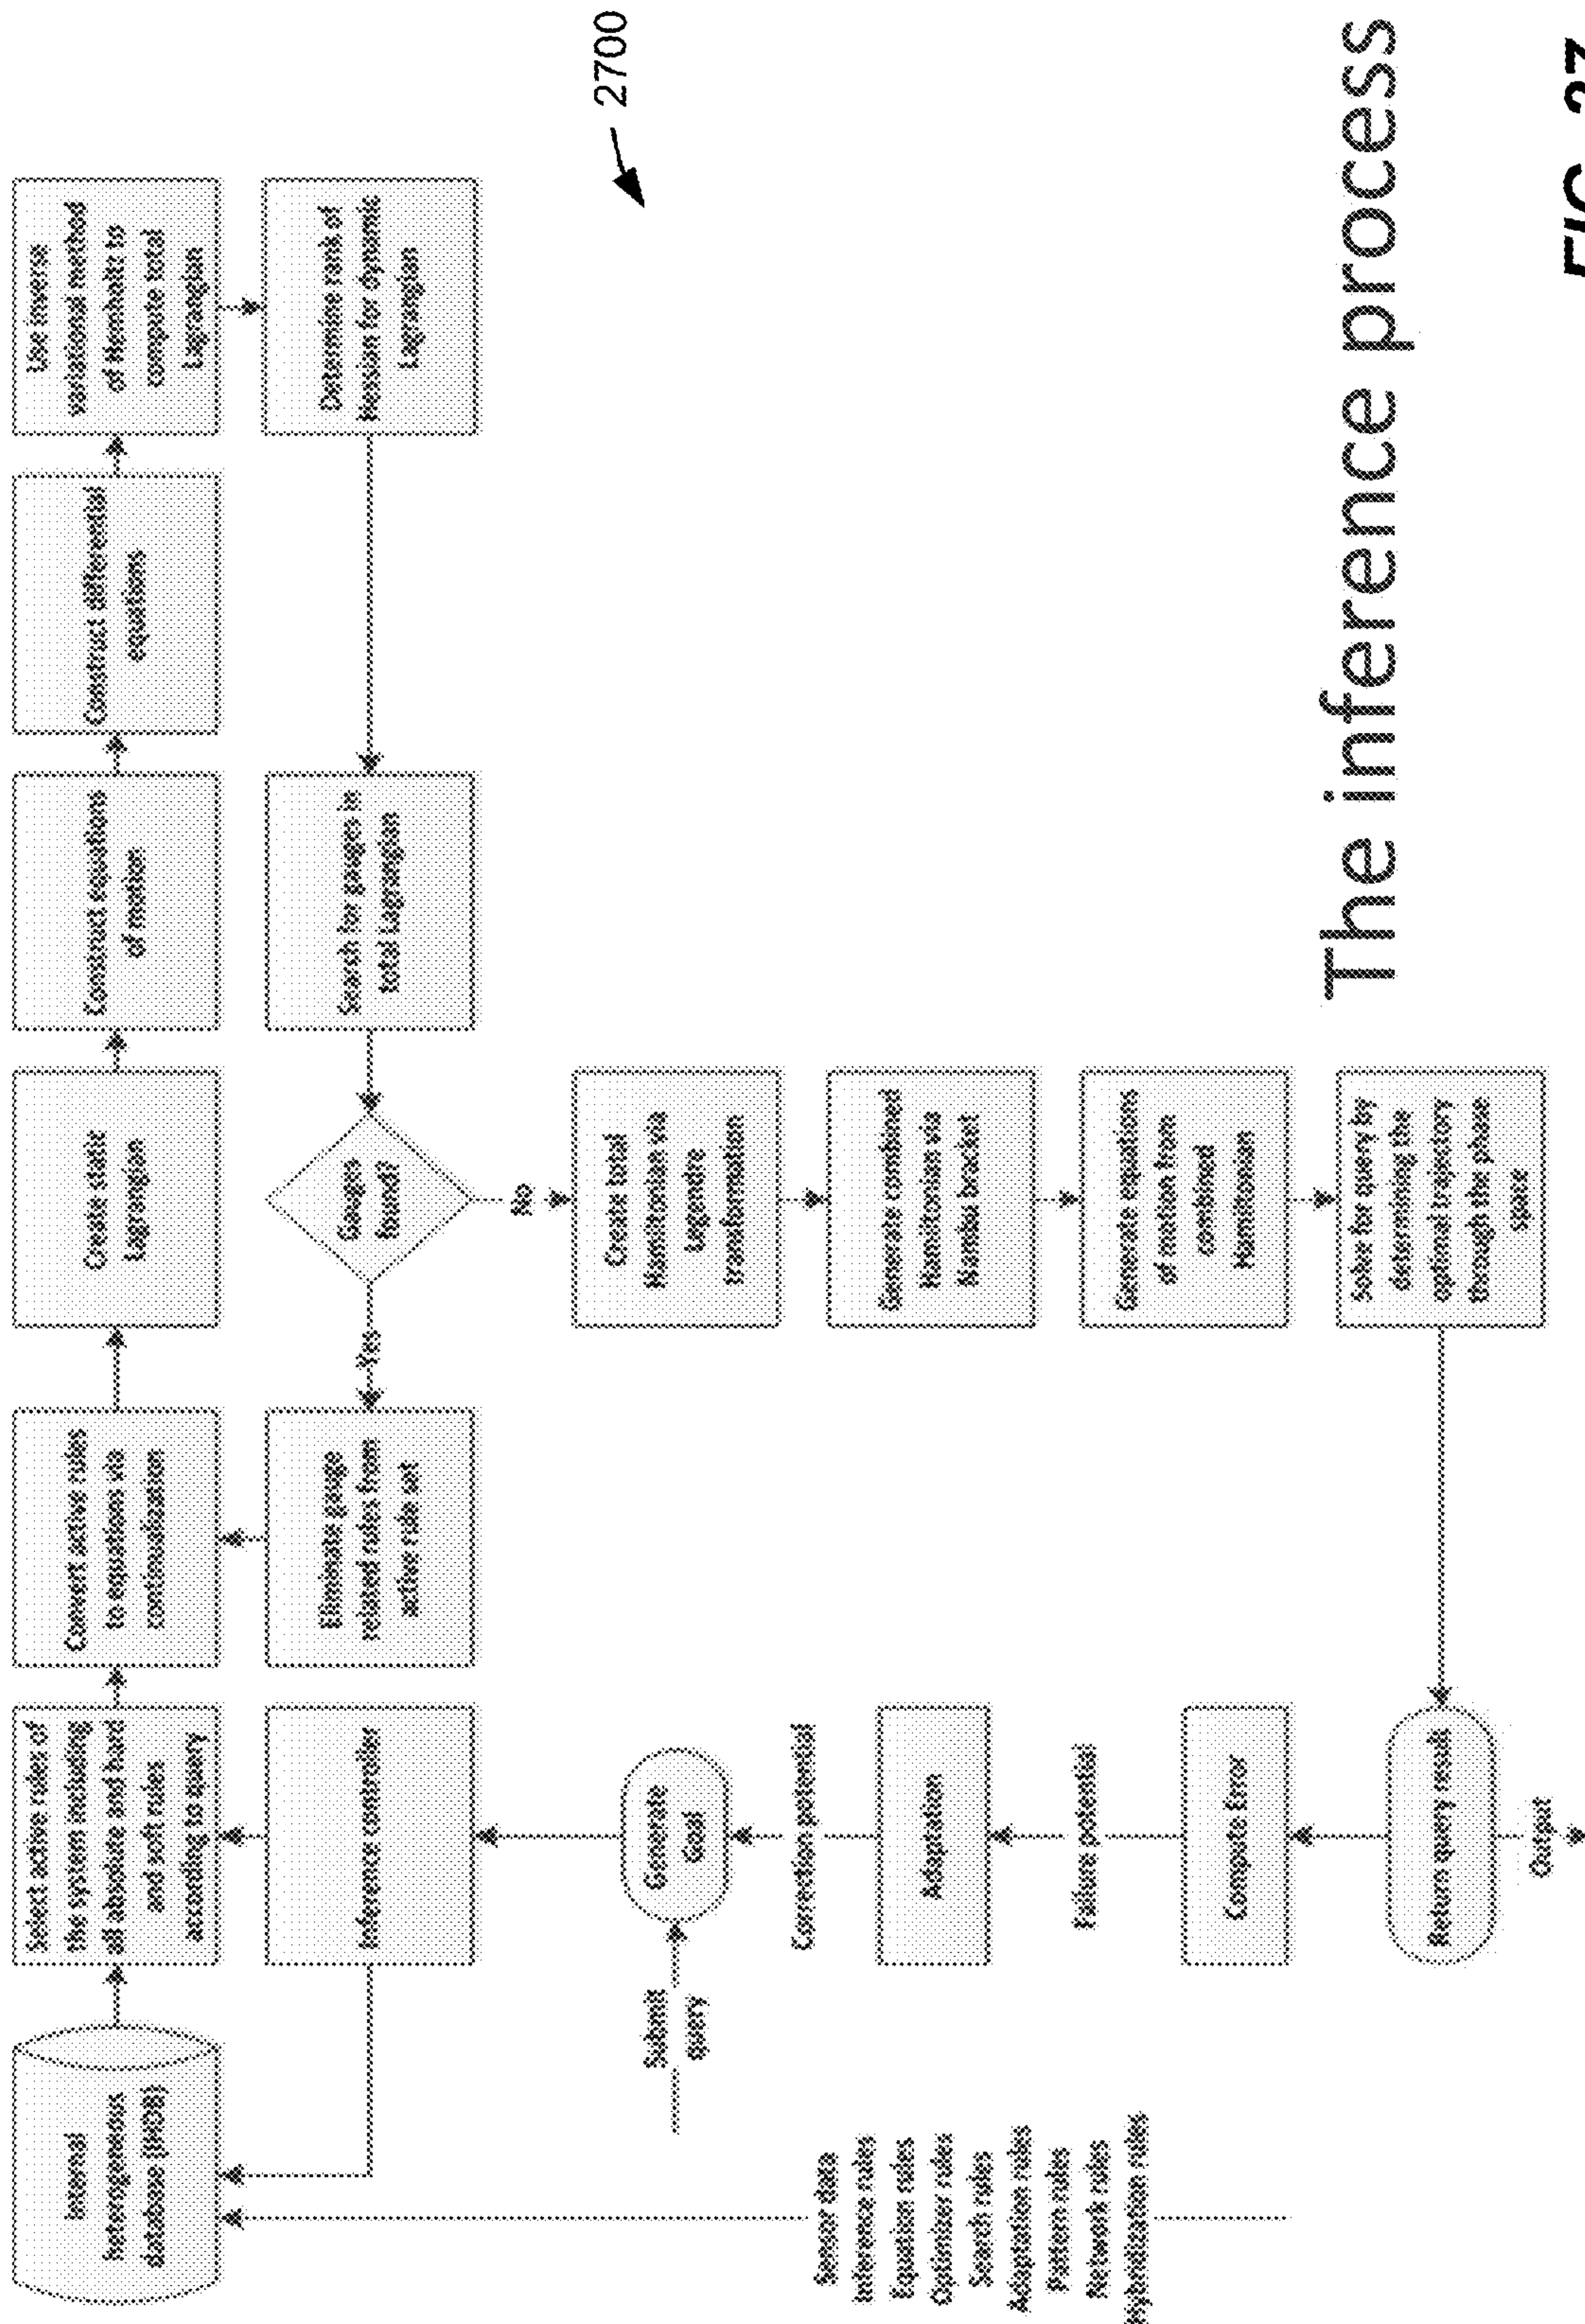 Internal
heterogeneous
database (IHDB)
Select active rules of
the system including
all absolute and hard
and soft rules
according to query
Convert active rules
to equations via
continualization
Create static
Lagrangian
Construct equations
of motion
Construct differential
equations
Use inverse
variational method
of Hemholtz to
compute total
Lagrangian
Inference controller
Eliminate gauge
related rules from
active rule set
Yes
Gauges
found?
Search for gauges in
total Lagrangian
Determine rank of
Hessian for dynamic
Lagrangian
No
Submit
query
Generate
Goal
Create total
Hamiltonian via
Legendre
transformation
2700
Sensor data
Inference rules
Equation rules
Optimizer rules
Search rules
Adaptation rules
Pattern rules
Network rules
Hybridization rules
Correction potential
Adaptation
Generate combined
Hamiltonian via
Nambu bracket
Failure potential
Compute Error
Generate equations
of motion from
combined
Hamiltonian
Return query result
Solve for query by
determining the
optimal trajectory
through the phase
space
Output
The inference process
FIG. 27